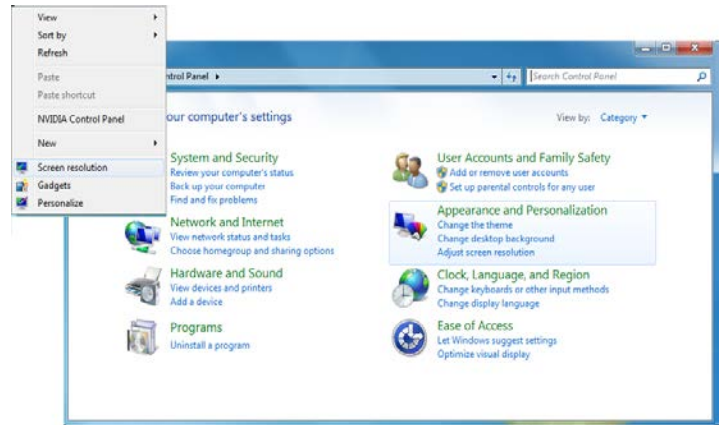 View
Sort by
Refresh
Paste
Paste shortcut
NVIDIA Control Panel
New
Screen resolution
Gadgets
Personalize
ntrol Panel
Search Control Panel
our computer's settings
View by: Category
System and Security
Review your computer's status
Back up your computer
Find and fix problems
Network and Internet
View network status and tasks
Choose homegroup and sharing options
Hardware and Sound
View devices and printers
Add a device
Programs
Uninstall a program
User Accounts and Family Safety
Add or remove user accounts
Set up parental controls for any user
Appearance and Personalization
Change the theme
Change desktop background
Adjust screen resolution
Clock, Language, and Region
Change keyboards or other input methods
Change display language
Ease of Access
Let Windows suggest settings
Optimize visual display